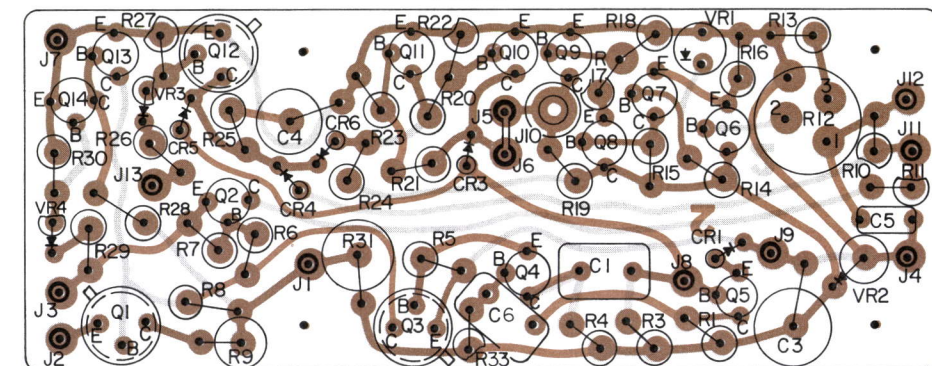 R27 E Q12 R22 E E R18 VR1 R13
J7 B Q13 E B B Q11 B Q10 B Q9 R17 E R16
C C C C C
E Q14 C VR3 B Q7 E 3 J12
B R26 CR5 R25 C4 CR6 R20 J5 E C B Q6 2 R12
R30 R23 J10 B Q8 C 1 J11
J13 R21 CR3 J6 C R15 R14 R10 R11
VR4 E Q2 C CR4 R24 R19 C5
R29 R28 R7 B R6 R31 R5 E CR1 J9
J3 R8 J1 B Q4 C1 J8 E J4
E Q1 C B C C6 B Q5 VR2
J2 B R9 Q3 E R33 R4 R3 R1 C C3